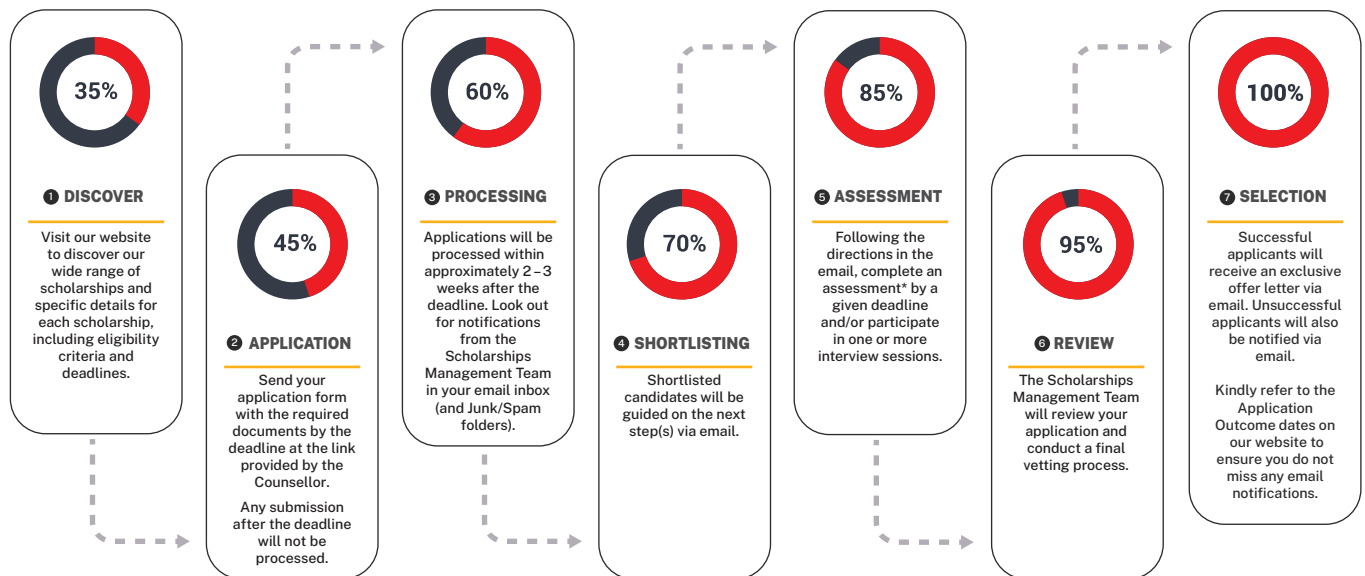 35%
❶ DISCOVER
Visit our website
to discover our
wide range of
scholarships and
specific details for
each scholarship,
including eligibility
criteria and
deadlines.
45%
❷ APPLICATION
Send your
application form
with the required
documents by the
deadline at the link
provided by the
Counsellor.
Any submission
after the deadline
will not be
processed.
60%
❸ PROCESSING
Applications will be
processed within
approximately 2–3
weeks after the
deadline. Look out
for notifications
from the
Scholarships
Management Team
in your email inbox
(and Junk/Spam
folders).
70%
❹ SHORTLISTING
Shortlisted
candidates will be
guided on the next
step(s) via email.
85%
❺ ASSESSMENT
Following the
directions in the
email, complete an
assessment* by a
given deadline
and/or participate
in one or more
interview sessions.
95%
❻ REVIEW
The Scholarships
Management Team
will review your
application and
conduct a final
vetting process.
100%
❼ SELECTION
Successful
applicants will
receive an exclusive
offer letter via
email. Unsuccessful
applicants will also
be notified via
email.
Kindly refer to the
Application
Outcome dates on
our website to
ensure you do not
miss any email
notifications.